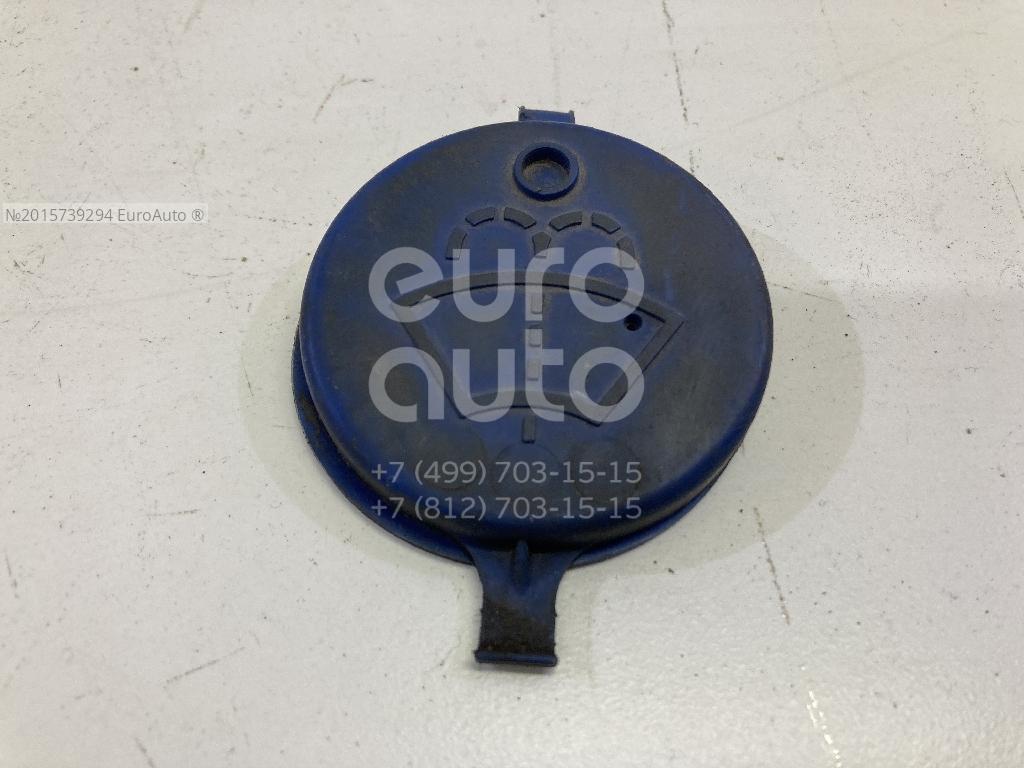 №2015739294 EuroAuto ®
euro
auto
+7 (499) 703-15-15
+7 (812) 703-15-15